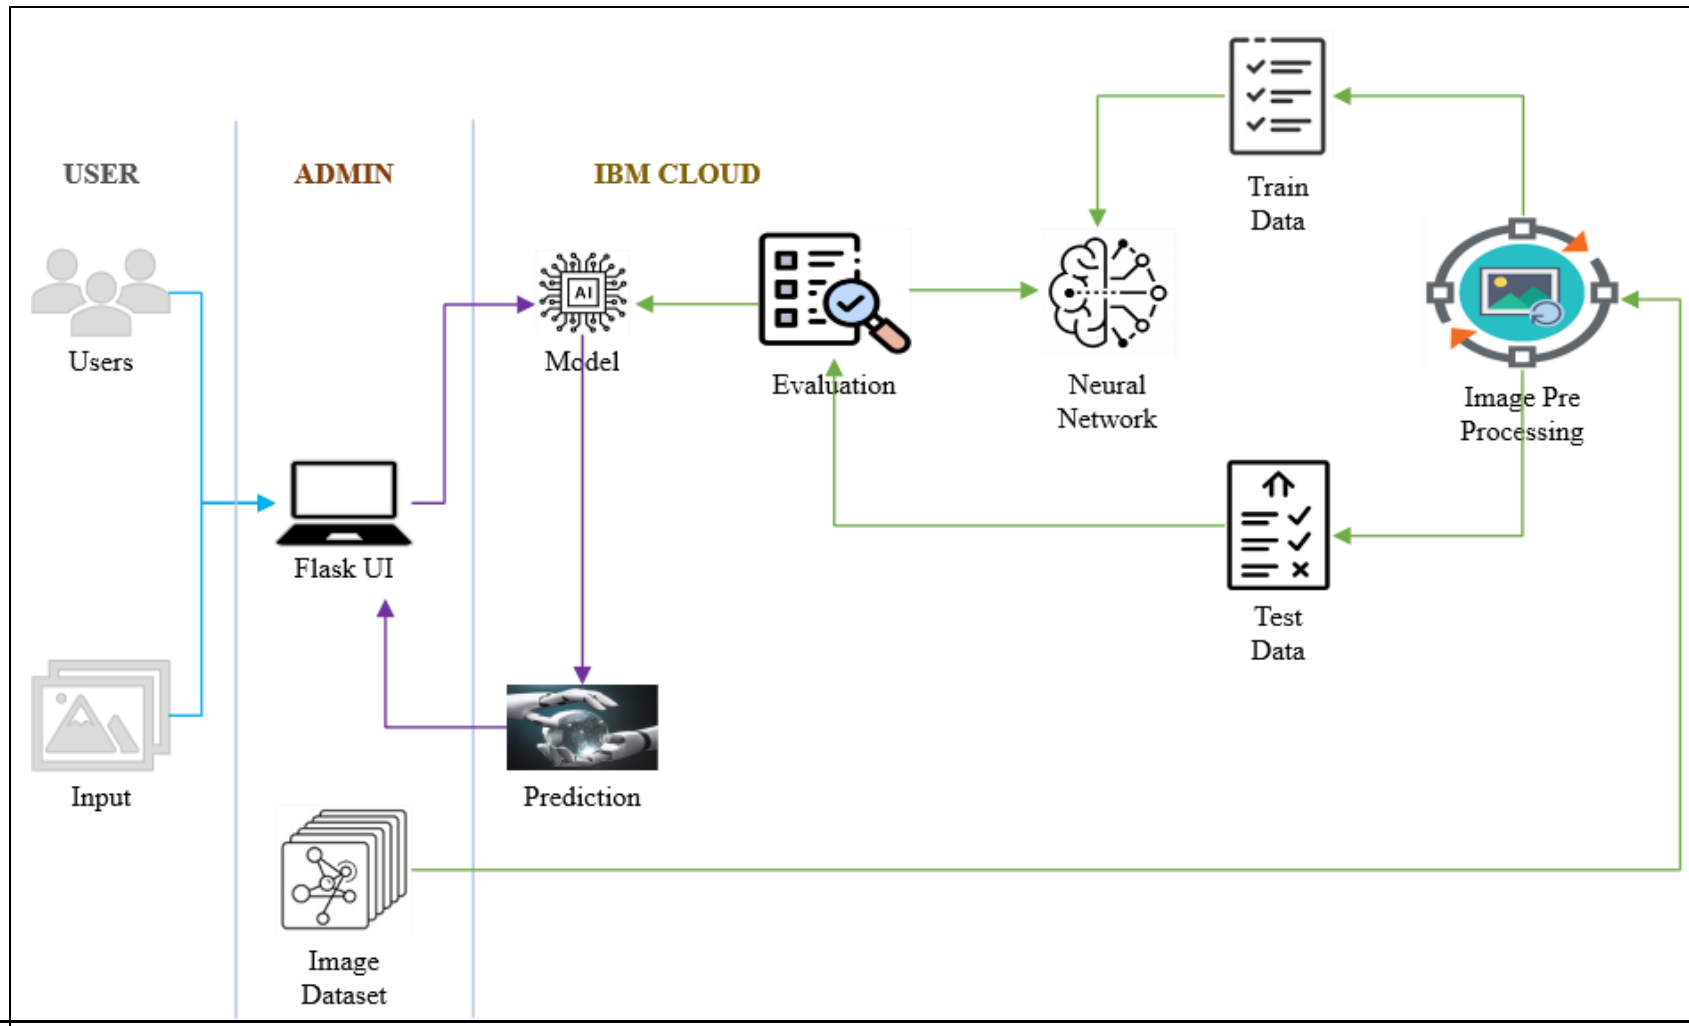 USER
ADMIN
IBM CLOUD
Train
Data
AI
Users
Model
Evaluation
Neural
Network
Image Pre
Processing
Flask UI
Test
Data
Input
Prediction
Image
Dataset